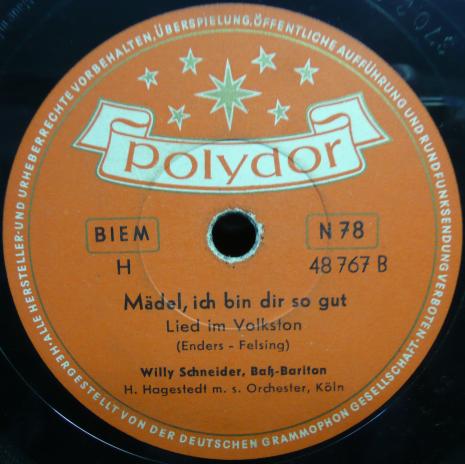 ALLE HERSTELLER- UND URHEBERRECHTE VORBEHALTEN, ÜBERSPIELUNG, ÖFFENTLICHE AUFFÜHRUNG UND RUNDFUNKSENDUNG VERBOTEN.
polydor
BIEM N 78
H 48 767 B
Mädel, ich bin dir so gut
Lied im Volkston
(Enders - Felsing)
Willy Schneider, Baß-Bariton
H. Hagestedt m. s. Orchester, Köln
HERGESTELLT VON DER DEUTSCHEN GRAMMOPHON GESELLSCHAFT